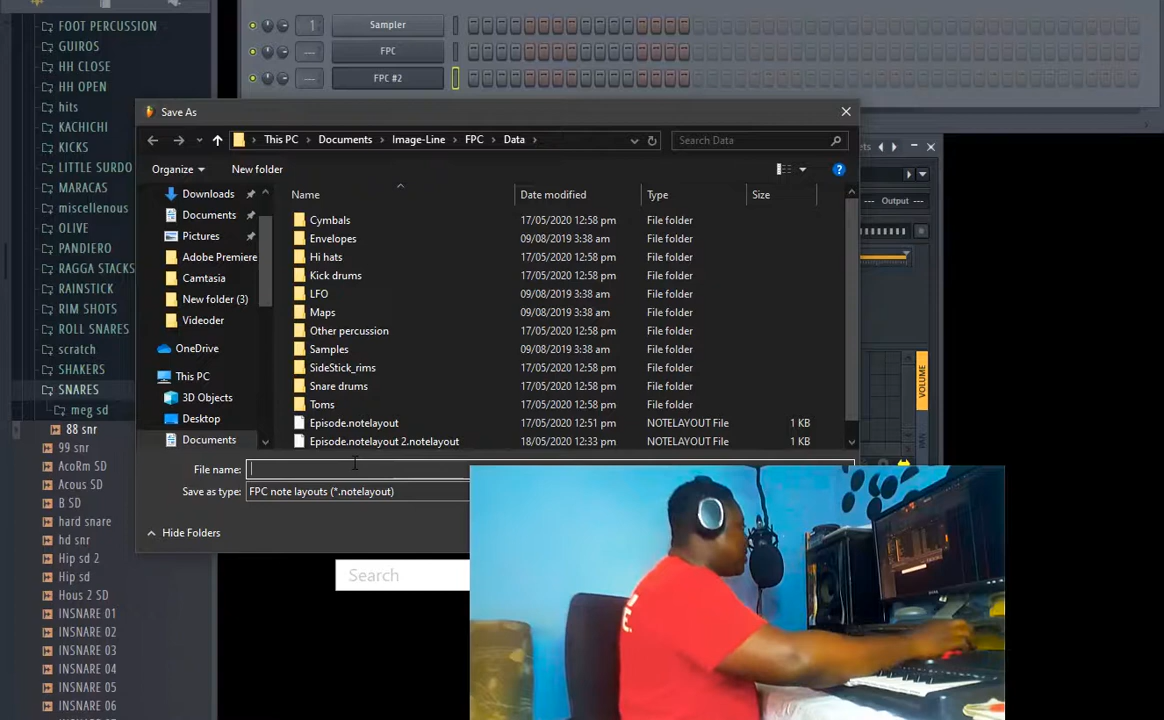 FOOT PERCUSSION
GUIROS
HH CLOSE
HH OPEN
hits
KACHICHI
KICKS
LITTLE SURDO
MARACAS
miscellenous
OLIVE
PANDIERO
RAGGA STACKS
RAINSTICK
RIM SHOTS
ROLL SNARES
scratch
SHAKERS
SNARES
meg sd
88 snr
99 snr
AcoRm SD
Acous SD
B SD
hard snare
hd snr
Hip sd 2
Hip sd
Hous 2 SD
INSNARE 01
INSNARE 02
INSNARE 03
INSNARE 04
INSNARE 05
INSNARE 06
1 Sampler
--- FPC
--- FPC #2
Save As
This PC > Documents > Image-Line > FPC > Data >
Search Data
Organize
New folder
Downloads
Documents
Pictures
Adobe Premiere
Camtasia
New folder (3)
Videoder
OneDrive
This PC
3D Objects
Desktop
Documents
Name Date modified Type Size
Cymbals 17/05/2020 12:58 pm File folder
Envelopes 09/08/2019 3:38 am File folder
Hi hats 17/05/2020 12:58 pm File folder
Kick drums 17/05/2020 12:58 pm File folder
LFO 09/08/2019 3:38 am File folder
Maps 17/05/2020 12:58 pm File folder
Other percussion 17/05/2020 12:58 pm File folder
Samples 09/08/2019 3:38 am File folder
SideStick_rims 17/05/2020 12:58 pm File folder
Snare drums 17/05/2020 12:58 pm File folder
Toms 17/05/2020 12:58 pm File folder
Episode.notelayout 17/05/2020 12:51 pm NOTELAYOUT File 1 KB
Episode.notelayout 2.notelayout 18/05/2020 12:33 pm NOTELAYOUT File 1 KB
File name:
Save as type: FPC note layouts (*.notelayout)
Hide Folders
Search
--- Output ---
VOLUME
PAN